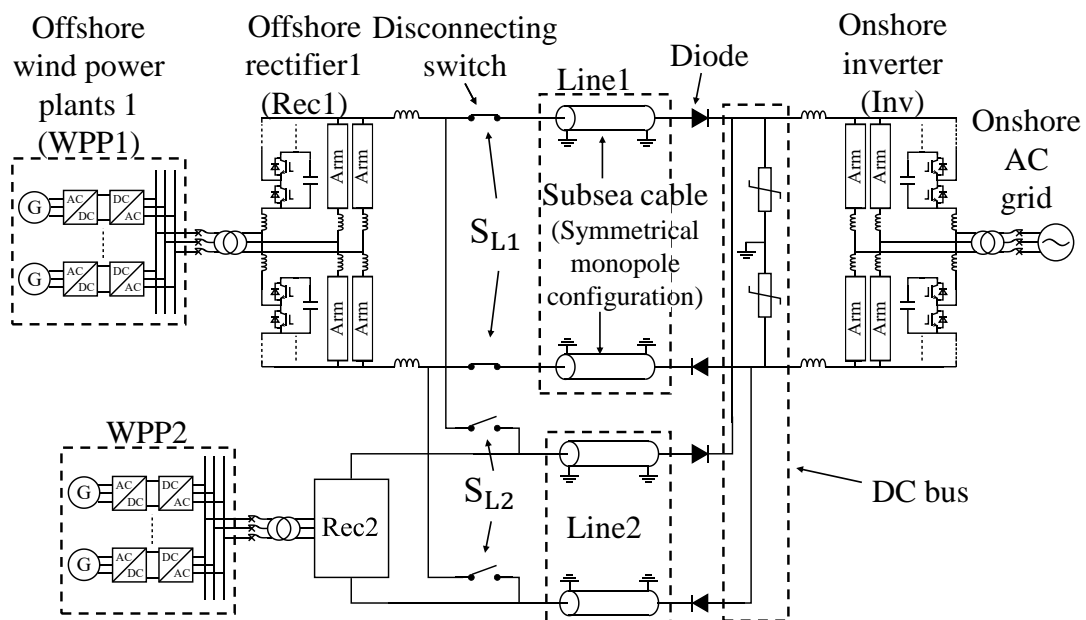 Offshore
wind power
plants 1
(WPP1)
Offshore
rectifier1
(Rec1)
Disconnecting
switch
Line1
Diode
Onshore
inverter
(Inv)
Onshore
AC
grid
G
AC
DC
DC
AC
G
AC
DC
DC
AC
Arm
Arm
Arm
Arm
SL1
Subsea cable
(Symmetrical
monopole
configuration)
Arm
Arm
Arm
Arm
WPP2
G
AC
DC
DC
AC
G
AC
DC
DC
AC
Rec2
SL2
Line2
DC bus